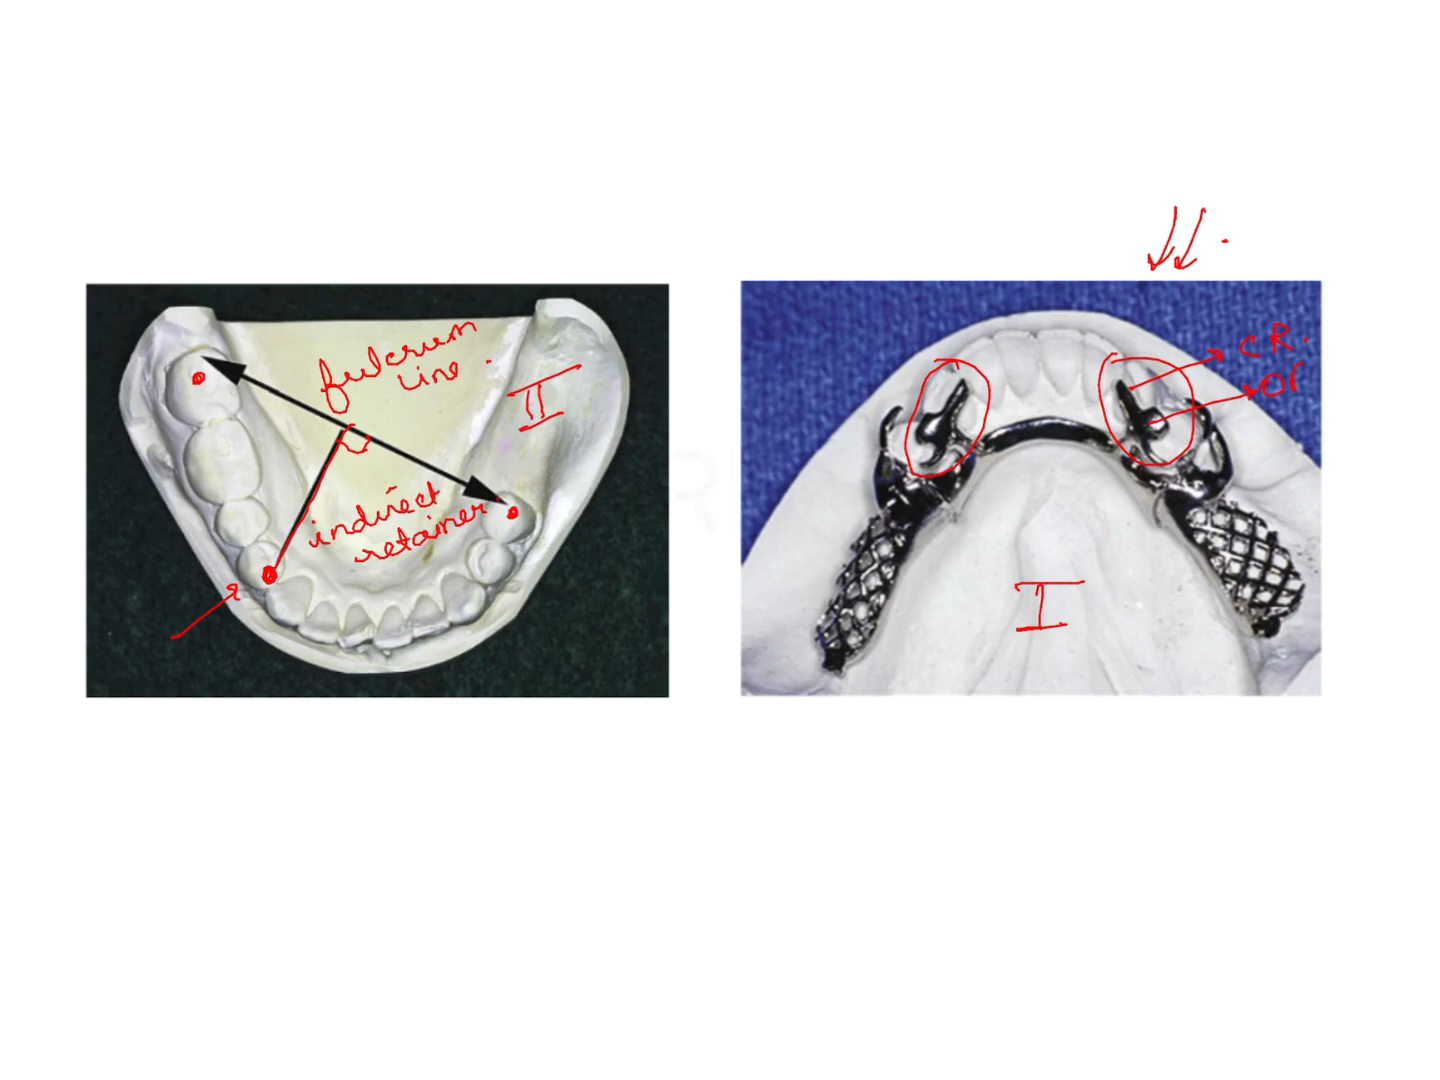 fulcrum
line.
II
indirect
retainer
CR.
Or
I